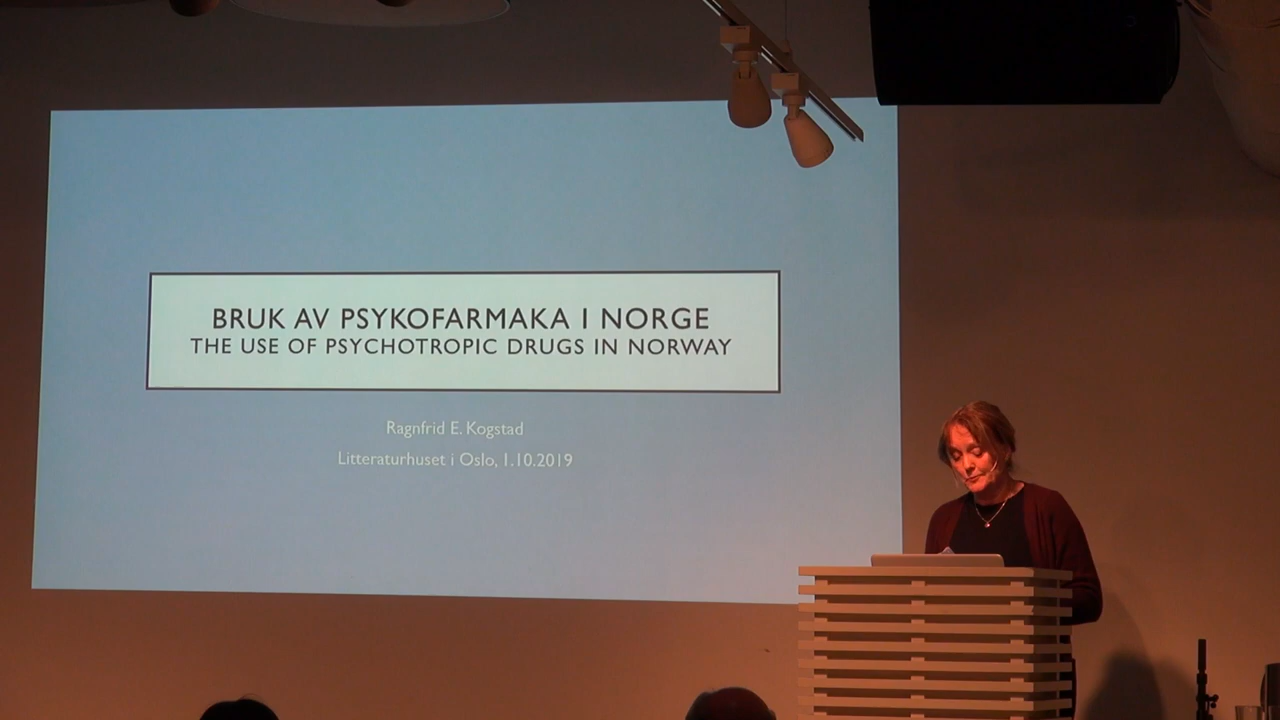 BRUK AV PSYKOFARMAKA I NORGE
THE USE OF PSYCHOTROPIC DRUGS IN NORWAY
Ragnfrid E. Kogstad
Litteraturhuset i Oslo, 1.10.2019